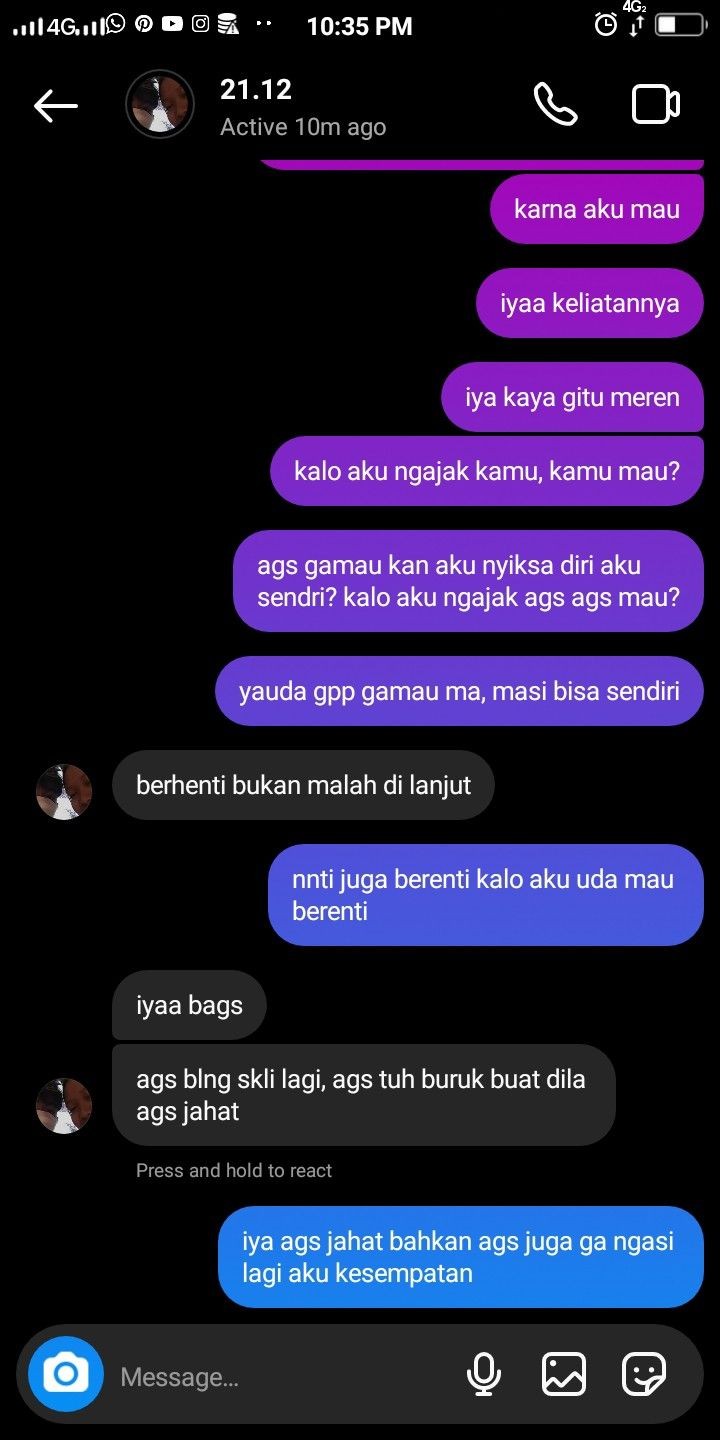 4G
10:35 PM
4G2
21.12
Active 10m ago
karna aku mau
iyaa keliatannya
iya kaya gitu meren
kalo aku ngajak kamu, kamu mau?
ags gamau kan aku nyiksa diri aku
sendri? kalo aku ngajak ags ags mau?
yauda gpp gamau ma, masi bisa sendiri
berhenti bukan malah di lanjut
nnti juga berenti kalo aku uda mau
berenti
iyaa bags
ags blng skli lagi, ags tuh buruk buat dila
ags jahat
Press and hold to react
iya ags jahat bahkan ags juga ga ngasi
lagi aku kesempatan
Message...